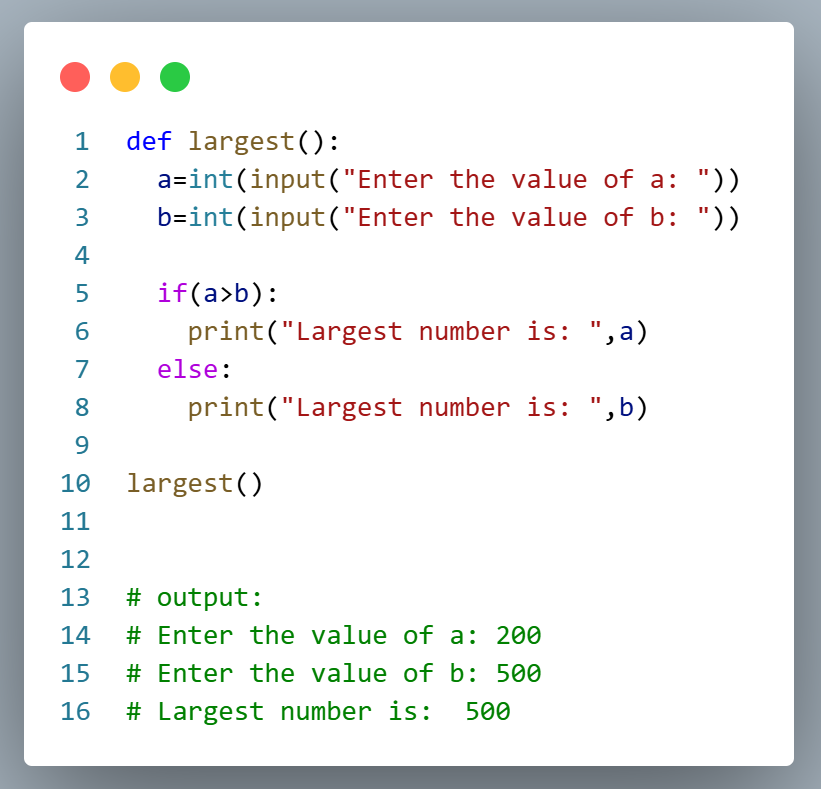 1 def largest():
2   a=int(input("Enter the value of a: "))
3   b=int(input("Enter the value of b: "))
4
5   if(a>b):
6     print("Largest number is: ",a)
7   else:
8     print("Largest number is: ",b)
9
10 largest()
11
12
13 # output:
14 # Enter the value of a: 200
15 # Enter the value of b: 500
16 # Largest number is:  500